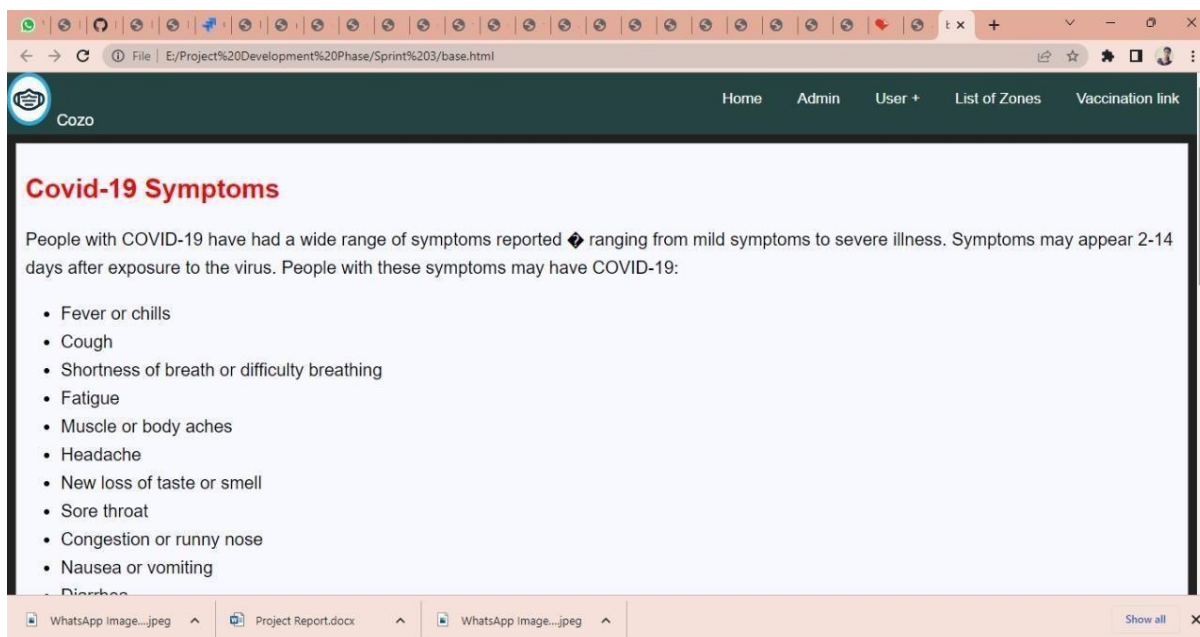 File | E:/Project%20Development%20Phase/Sprint%203/base.html
Cozo
Home Admin User + List of Zones Vaccination link
Covid-19 Symptoms
People with COVID-19 have had a wide range of symptoms reported � ranging from mild symptoms to severe illness. Symptoms may appear 2-14
days after exposure to the virus. People with these symptoms may have COVID-19:
• Fever or chills
• Cough
• Shortness of breath or difficulty breathing
• Fatigue
• Muscle or body aches
• Headache
• New loss of taste or smell
• Sore throat
• Congestion or runny nose
• Nausea or vomiting
• Diarrhea
WhatsApp Image....jpeg Project Report.docx WhatsApp Image....jpeg Show all